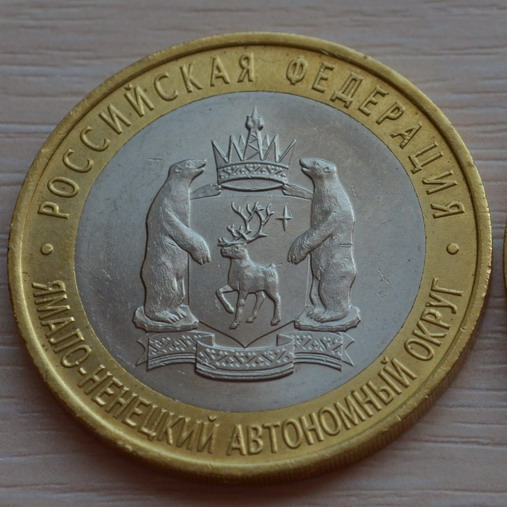 РОССИЙСКАЯ ФЕДЕРАЦИЯ
ЯМАЛО-НЕНЕЦКИЙ АВТОНОМНЫЙ ОКРУГ